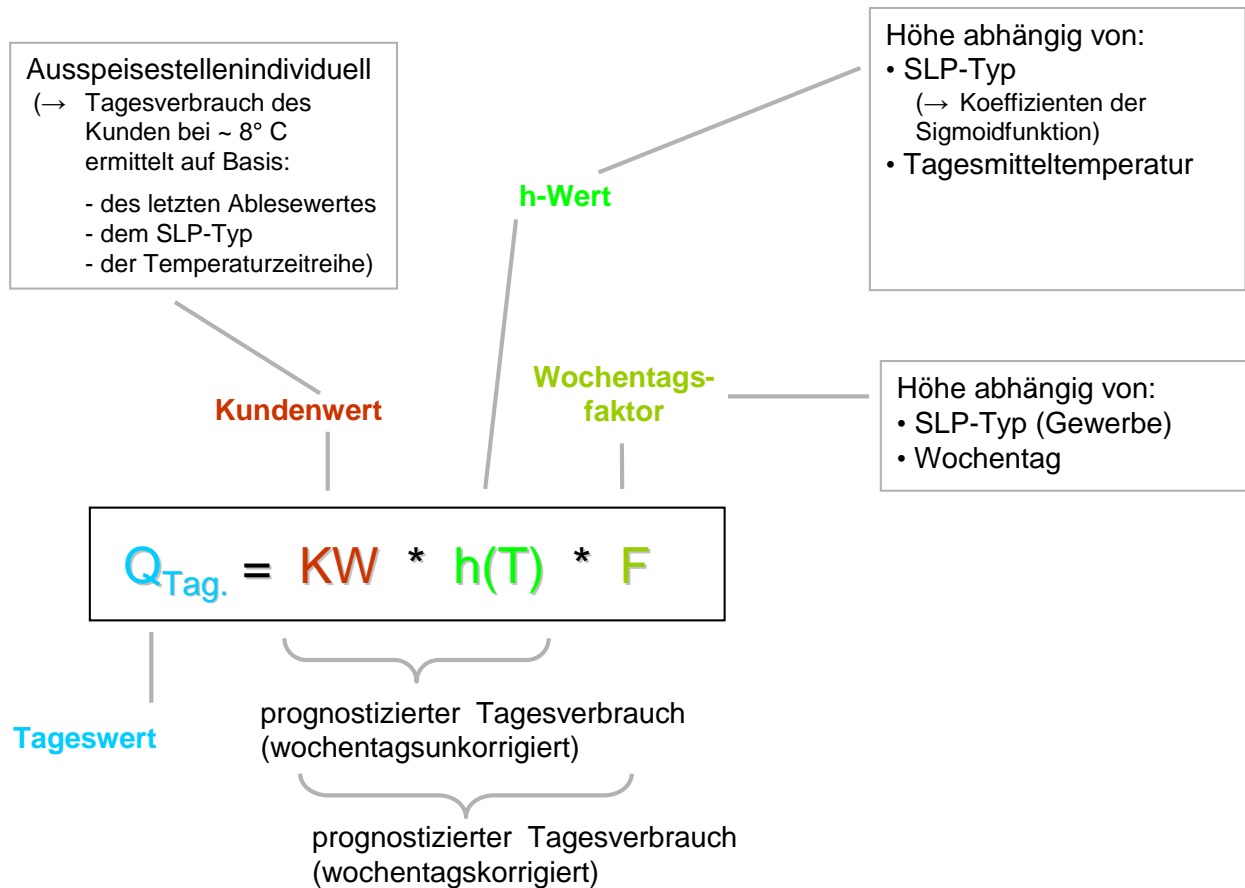 Ausspeisestellenindividuell
(→ Tagesverbrauch des
Kunden bei ~ 8° C
ermittelt auf Basis:
- des letzten Ablesewertes
- dem SLP-Typ
- der Temperaturzeitreihe)
Höhe abhängig von:
• SLP-Typ
(→ Koeffizienten der
Sigmoidfunktion)
• Tagesmitteltemperatur
h-Wert
Wochentags-
faktor
Kundenwert
Höhe abhängig von:
• SLP-Typ (Gewerbe)
• Wochentag
Q Tag. = KW * h(T) * F
Tageswert
prognostizierter Tagesverbrauch
(wochentagsunkorrigiert)
prognostizierter Tagesverbrauch
(wochentagskorrigiert)